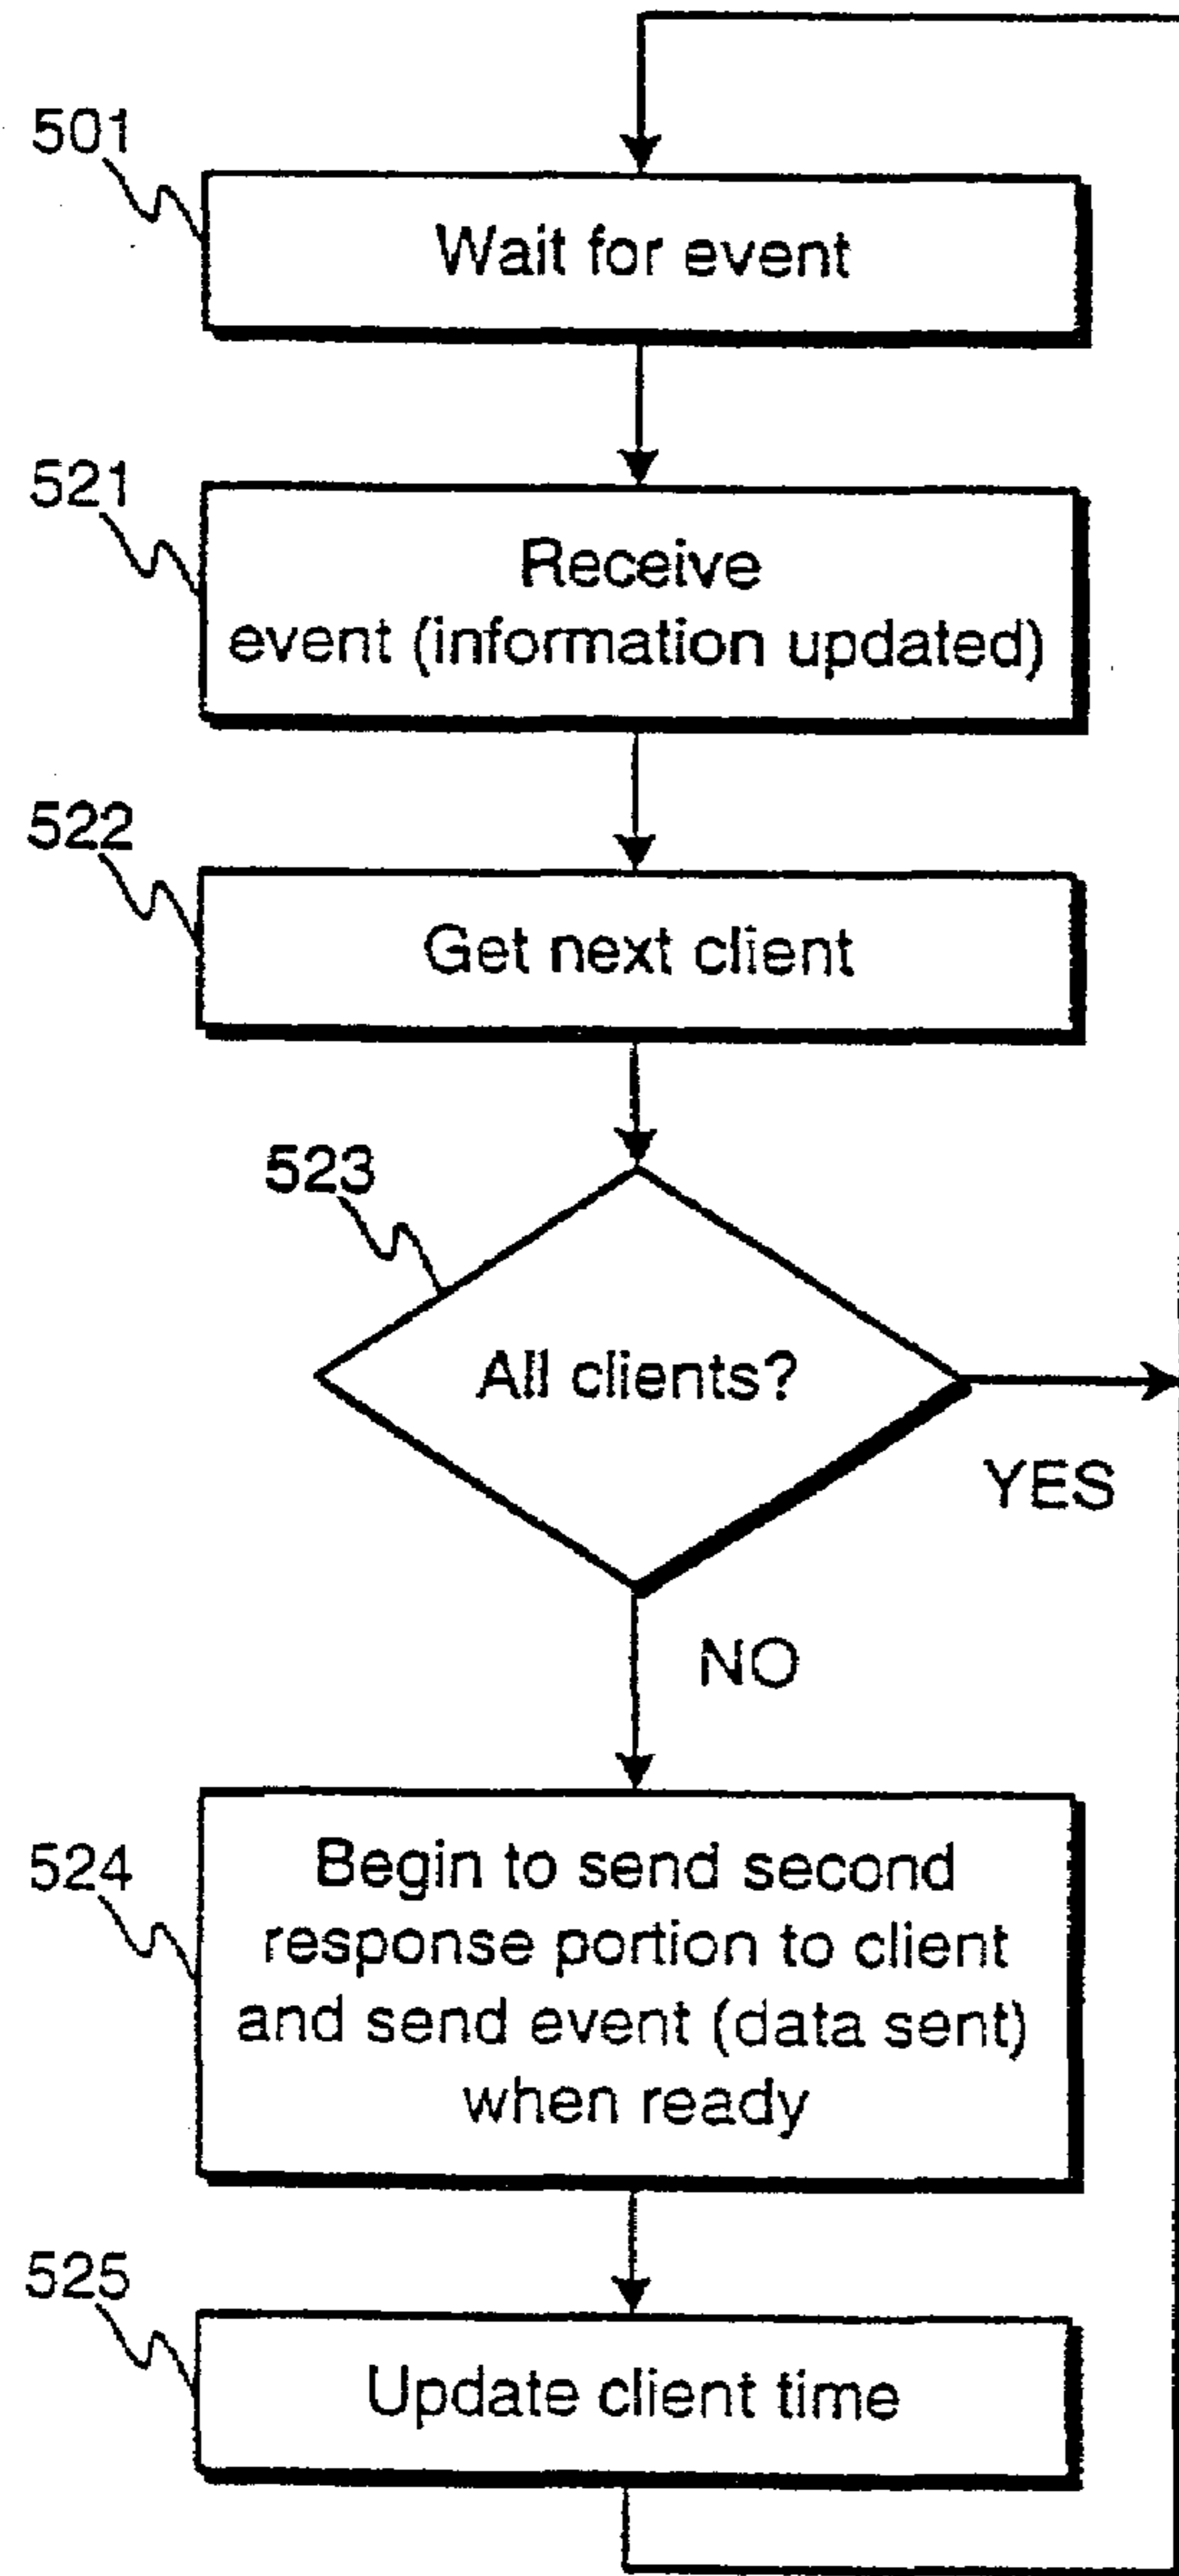 501
Wait for event
521
Receive
event (information updated)
522
Get next client
523
All clients?
YES
NO
524
Begin to send second
response portion to client
and send event (data sent)
when ready
525
Update client time